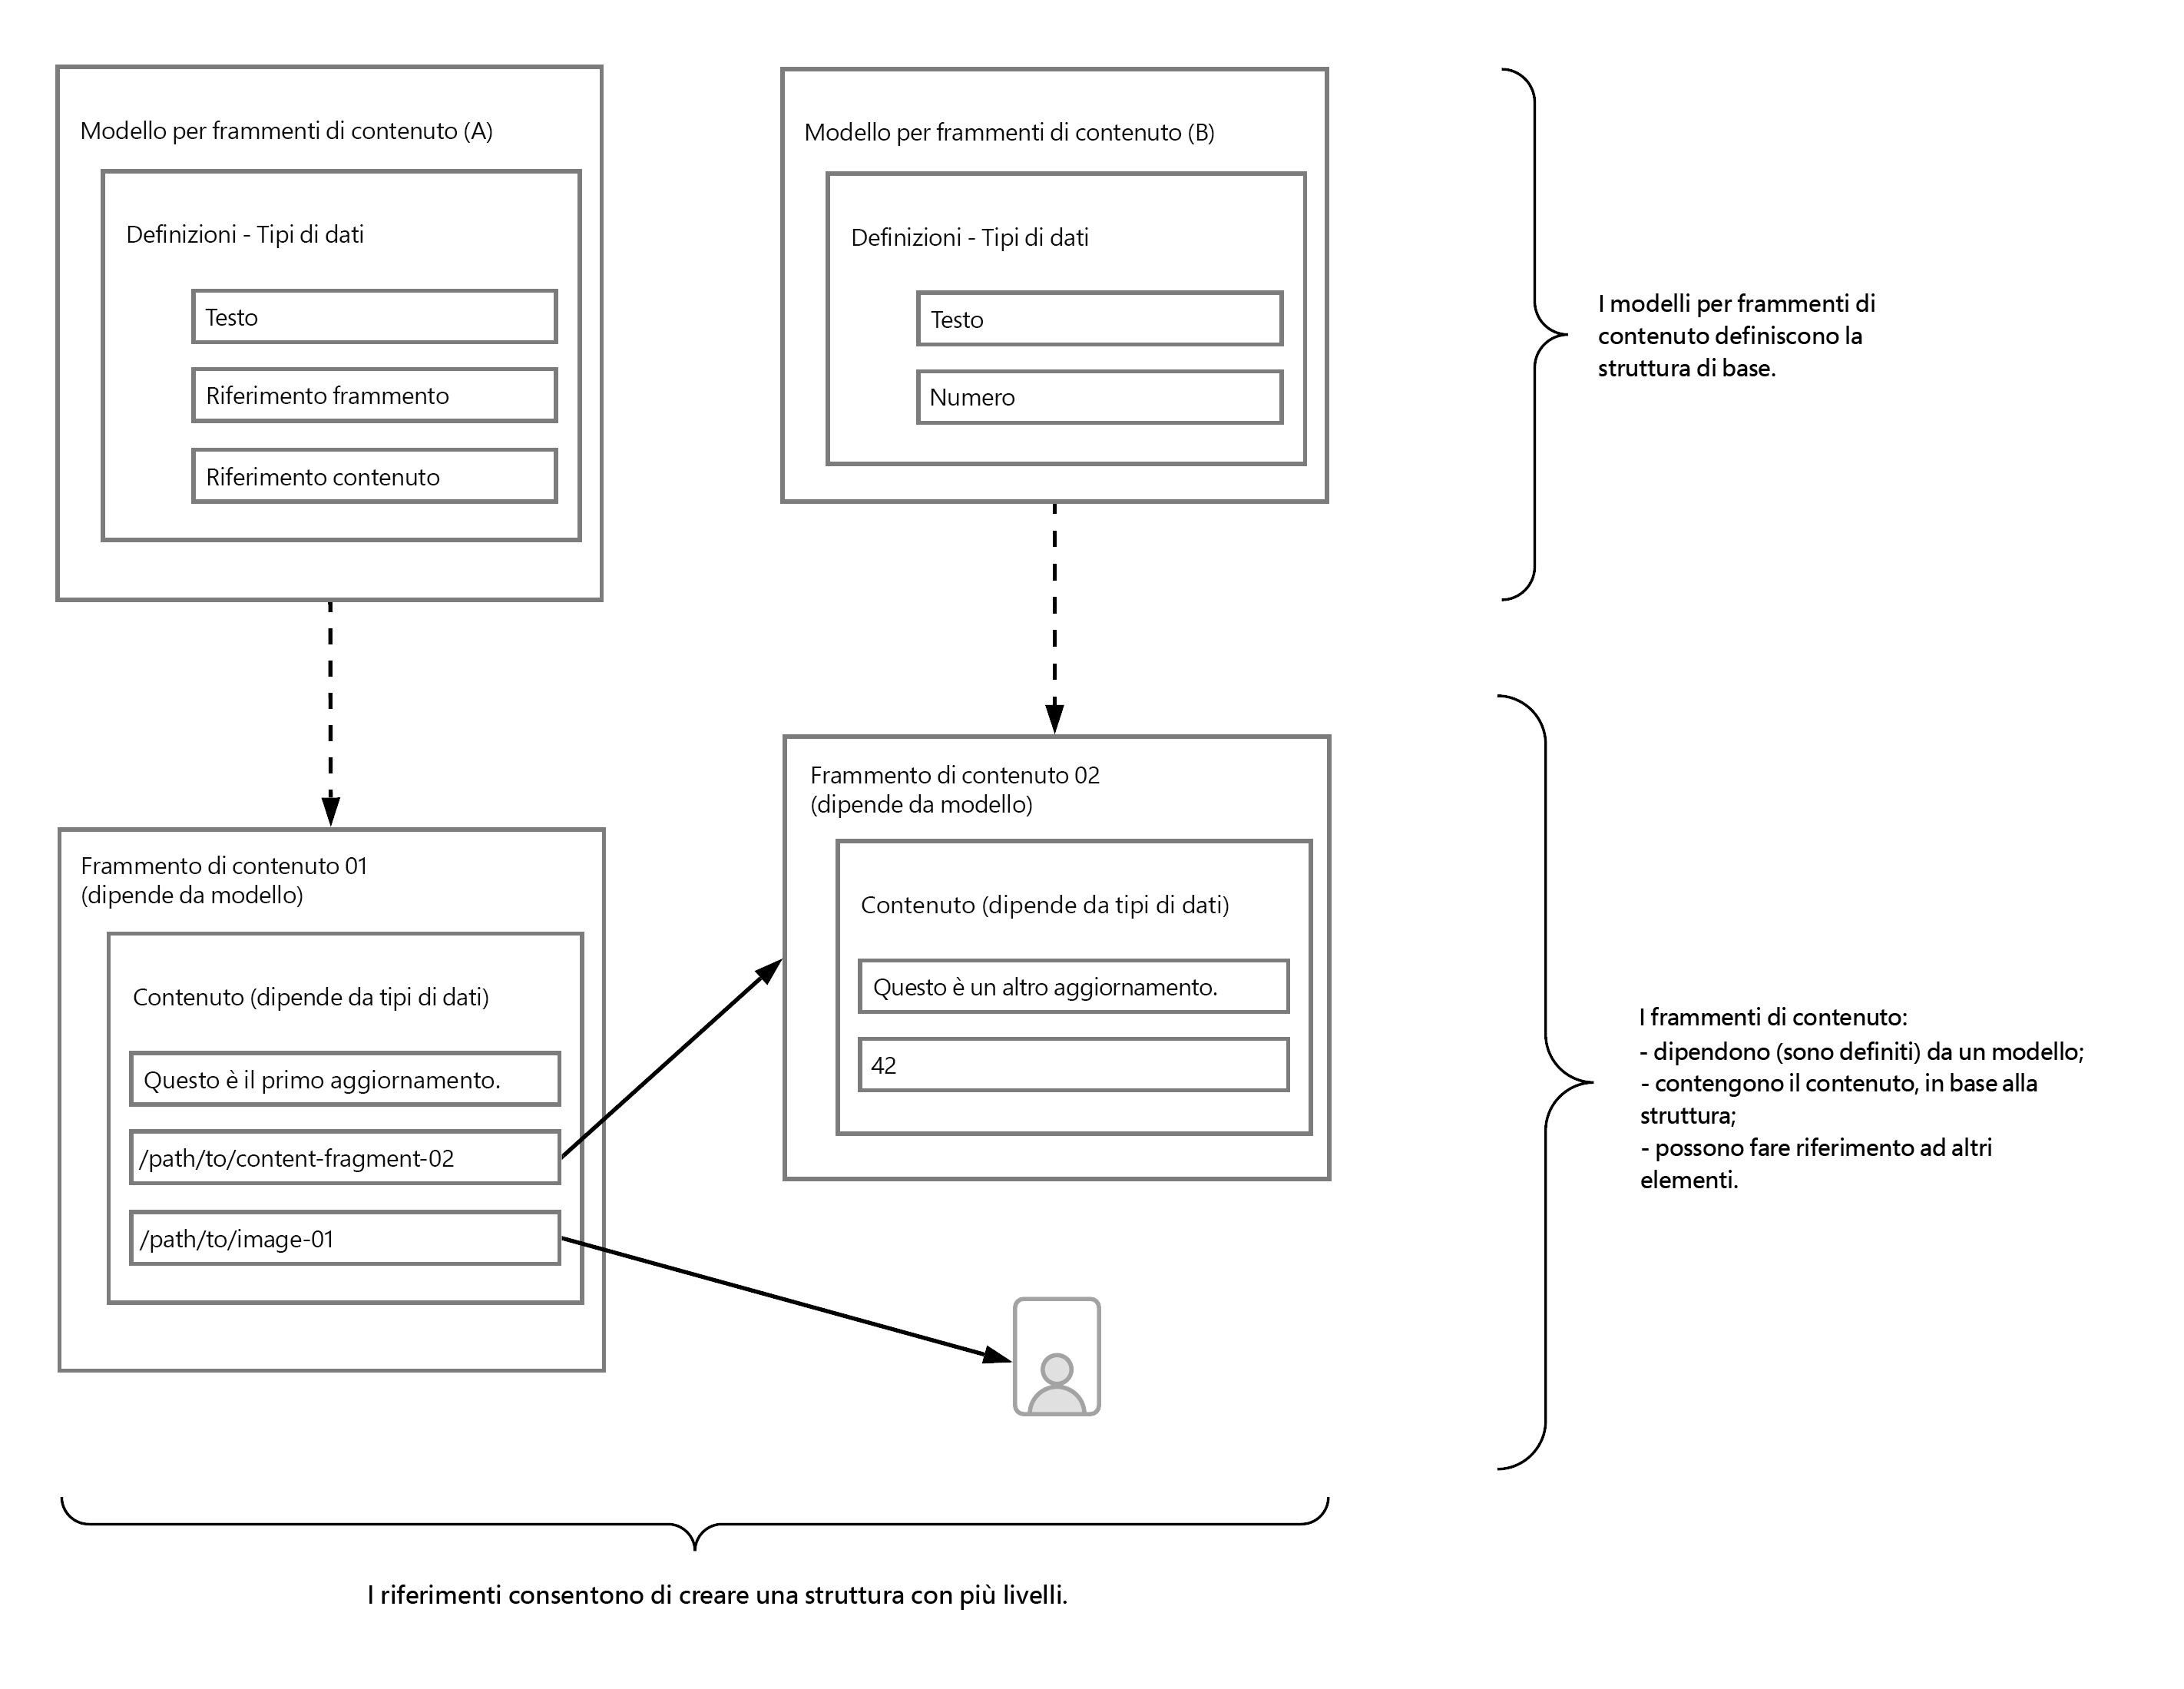 Modello per frammenti di contenuto (A)
Definizioni - Tipi di dati
Testo
Riferimento frammento
Riferimento contenuto
Modello per frammenti di contenuto (B)
Definizioni - Tipi di dati
Testo
Numero
I modelli per frammenti di
contenuto definiscono la
struttura di base.
Frammento di contenuto 01
(dipende da modello)
Contenuto (dipende da tipi di dati)
Questo è il primo aggiornamento.
/path/to/content-fragment-02
/path/to/image-01
Frammento di contenuto 02
(dipende da modello)
Contenuto (dipende da tipi di dati)
Questo è un altro aggiornamento.
42
I frammenti di contenuto:
- dipendono (sono definiti) da un modello;
- contengono il contenuto, in base alla
struttura;
- possono fare riferimento ad altri
elementi.
I riferimenti consentono di creare una struttura con più livelli.